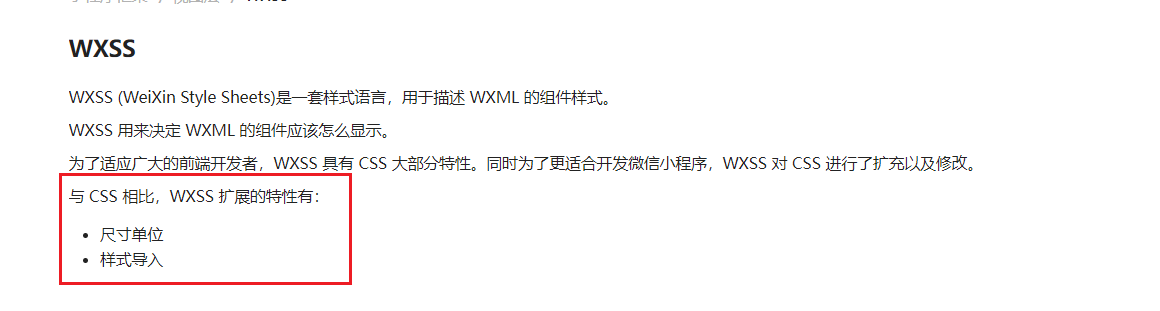 WXSS
WXSS (WeiXin Style Sheets)是一套样式语言，用于描述 WXML 的组件样式。
WXSS 用来决定 WXML 的组件应该怎么显示。
为了适应广大的前端开发者，WXSS 具有 CSS 大部分特性。同时为了更适合开发微信小程序，WXSS 对 CSS 进行了扩充以及修改。
与 CSS 相比，WXSS 扩展的特性有：
• 尺寸单位
• 样式导入